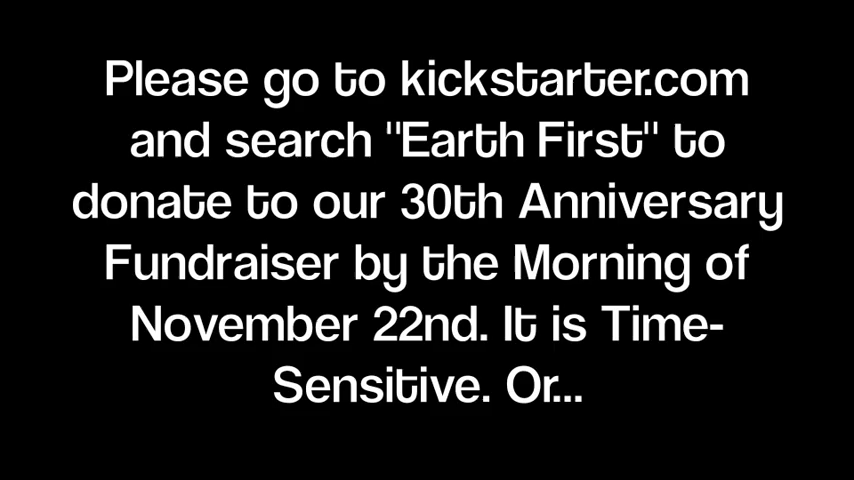 Please go to kickstarter.com
and search "Earth First" to
donate to our 30th Anniversary
Fundraiser by the Morning of
November 22nd. It is Time-
Sensitive. Or...